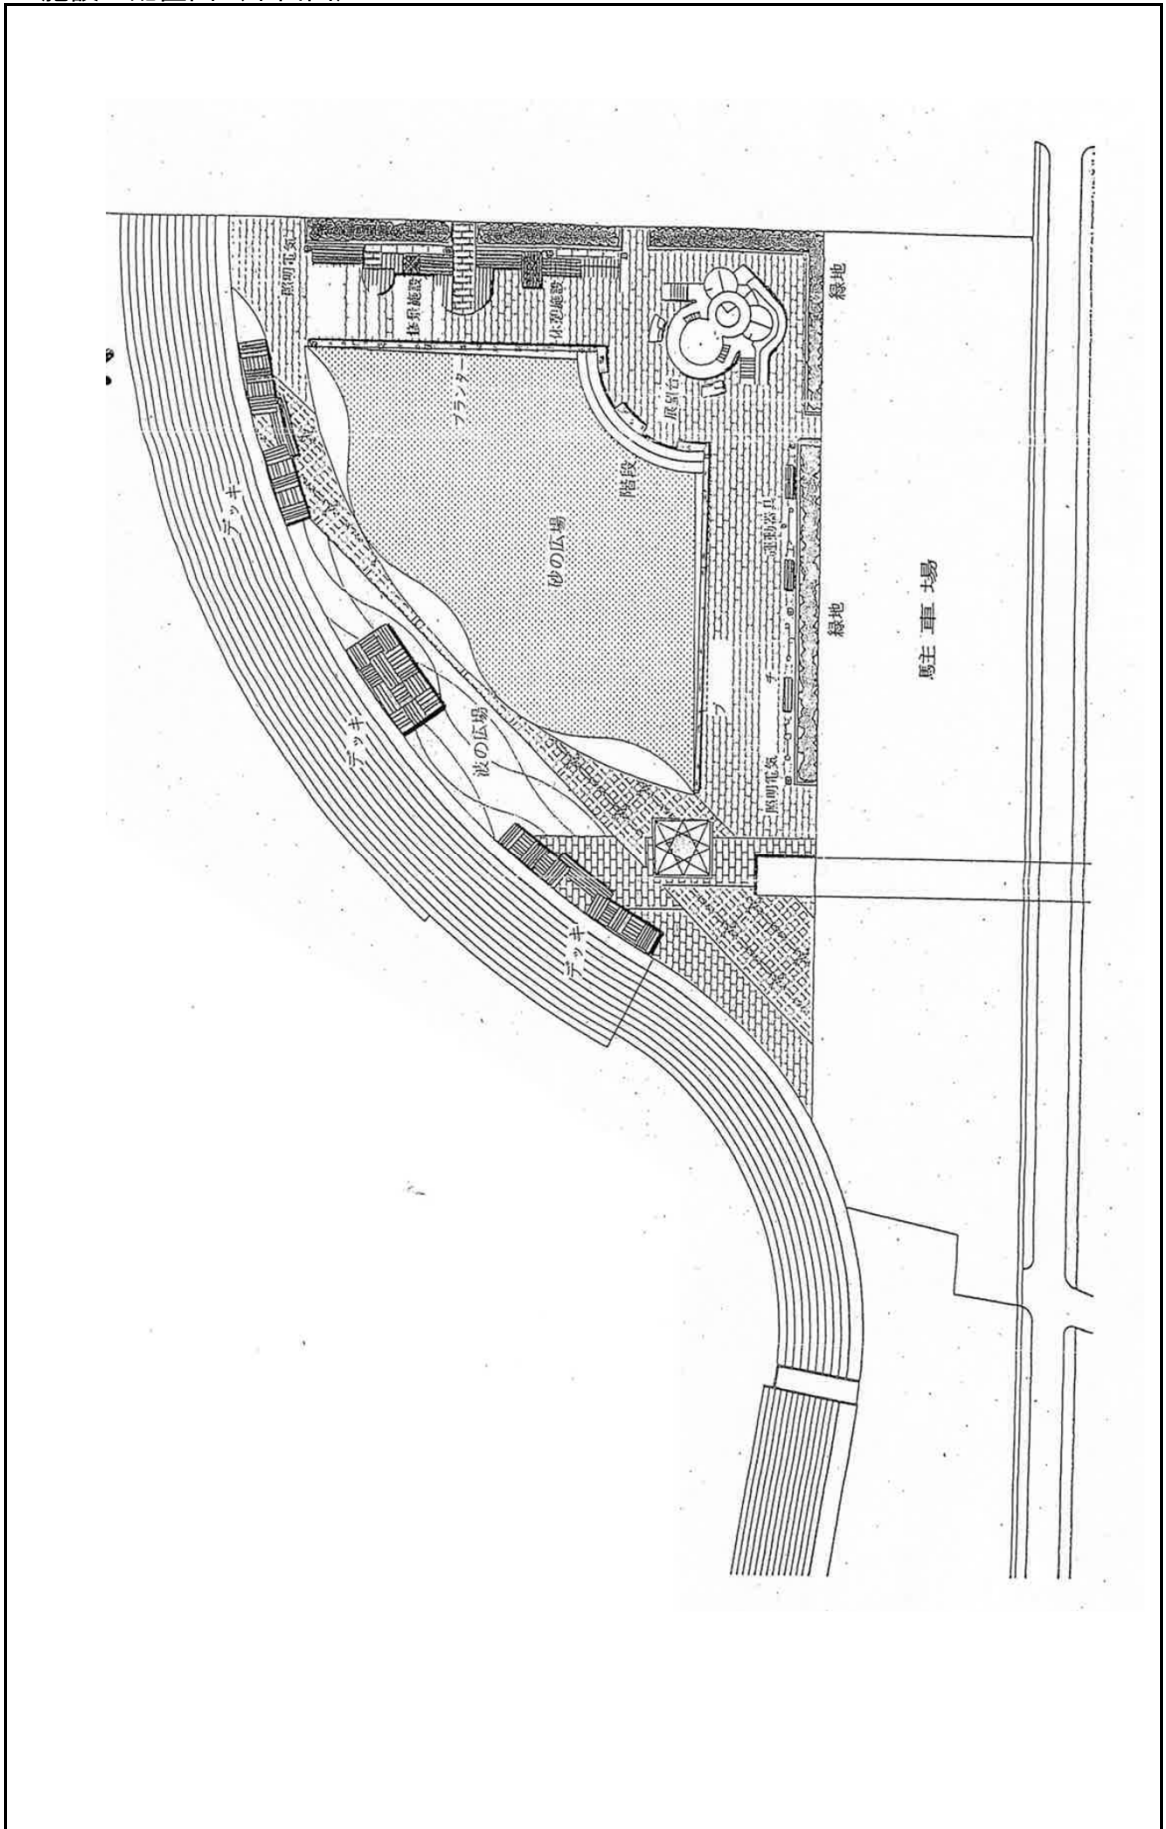 照明電気
修景施設
休憩施設
緑地
プランター
展望台
デッキ
階段
砂の広場
運動器具
緑地
駐車場
デッキ
波の広場
照明電気
デッキ